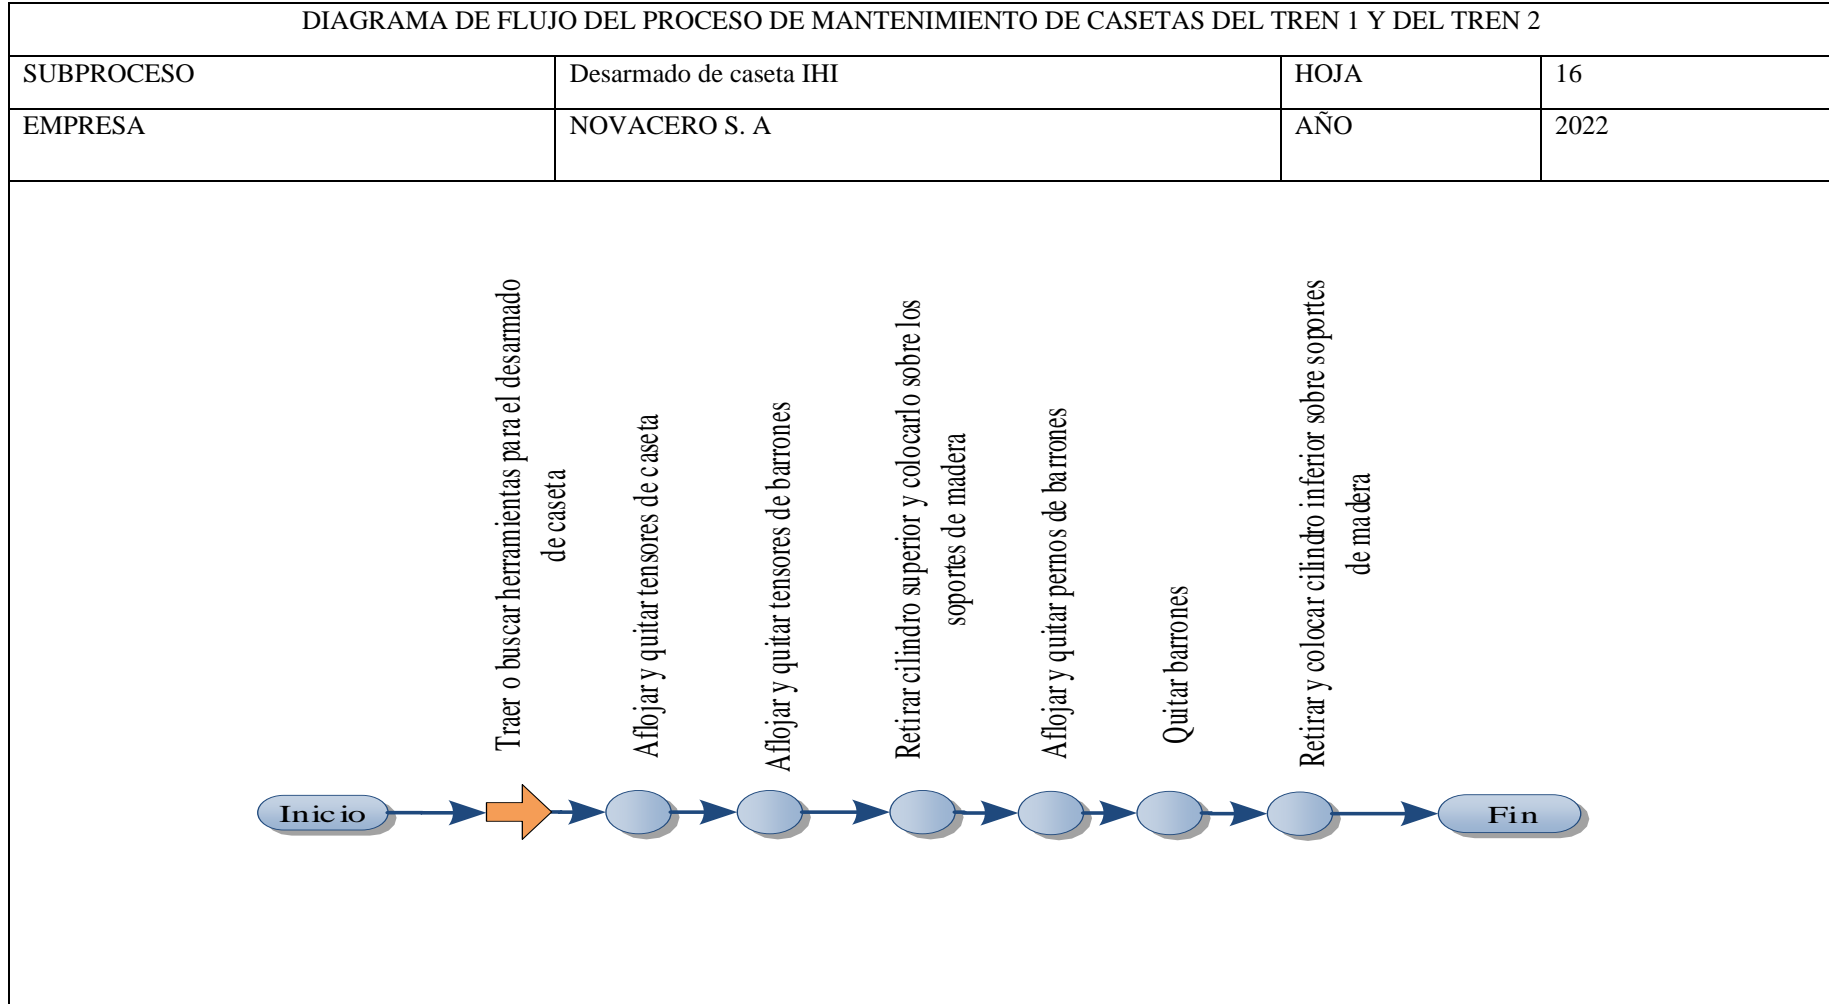 DIAGRAMA DE FLUJO DEL PROCESO DE MANTENIMIENTO DE CASETAS DEL TREN 1 Y DEL TREN 2
SUBPROCESO
Desarmado de caseta IHI
HOJA
16
EMPRESA
NOVACERO S. A
AÑO
2022
Traer o buscar herramientas para el desarmado
de caseta
Aflojar y quitar tensores de caseta
Aflojar y quitar tensores de barrones
Retirar cilindro superior y colocarlo sobre los
soportes de madera
Aflojar y quitar pernos de barrones
Quitar barrones
Retirar y colocar cilindro inferior sobre soportes
de madera
Inicio
Fin